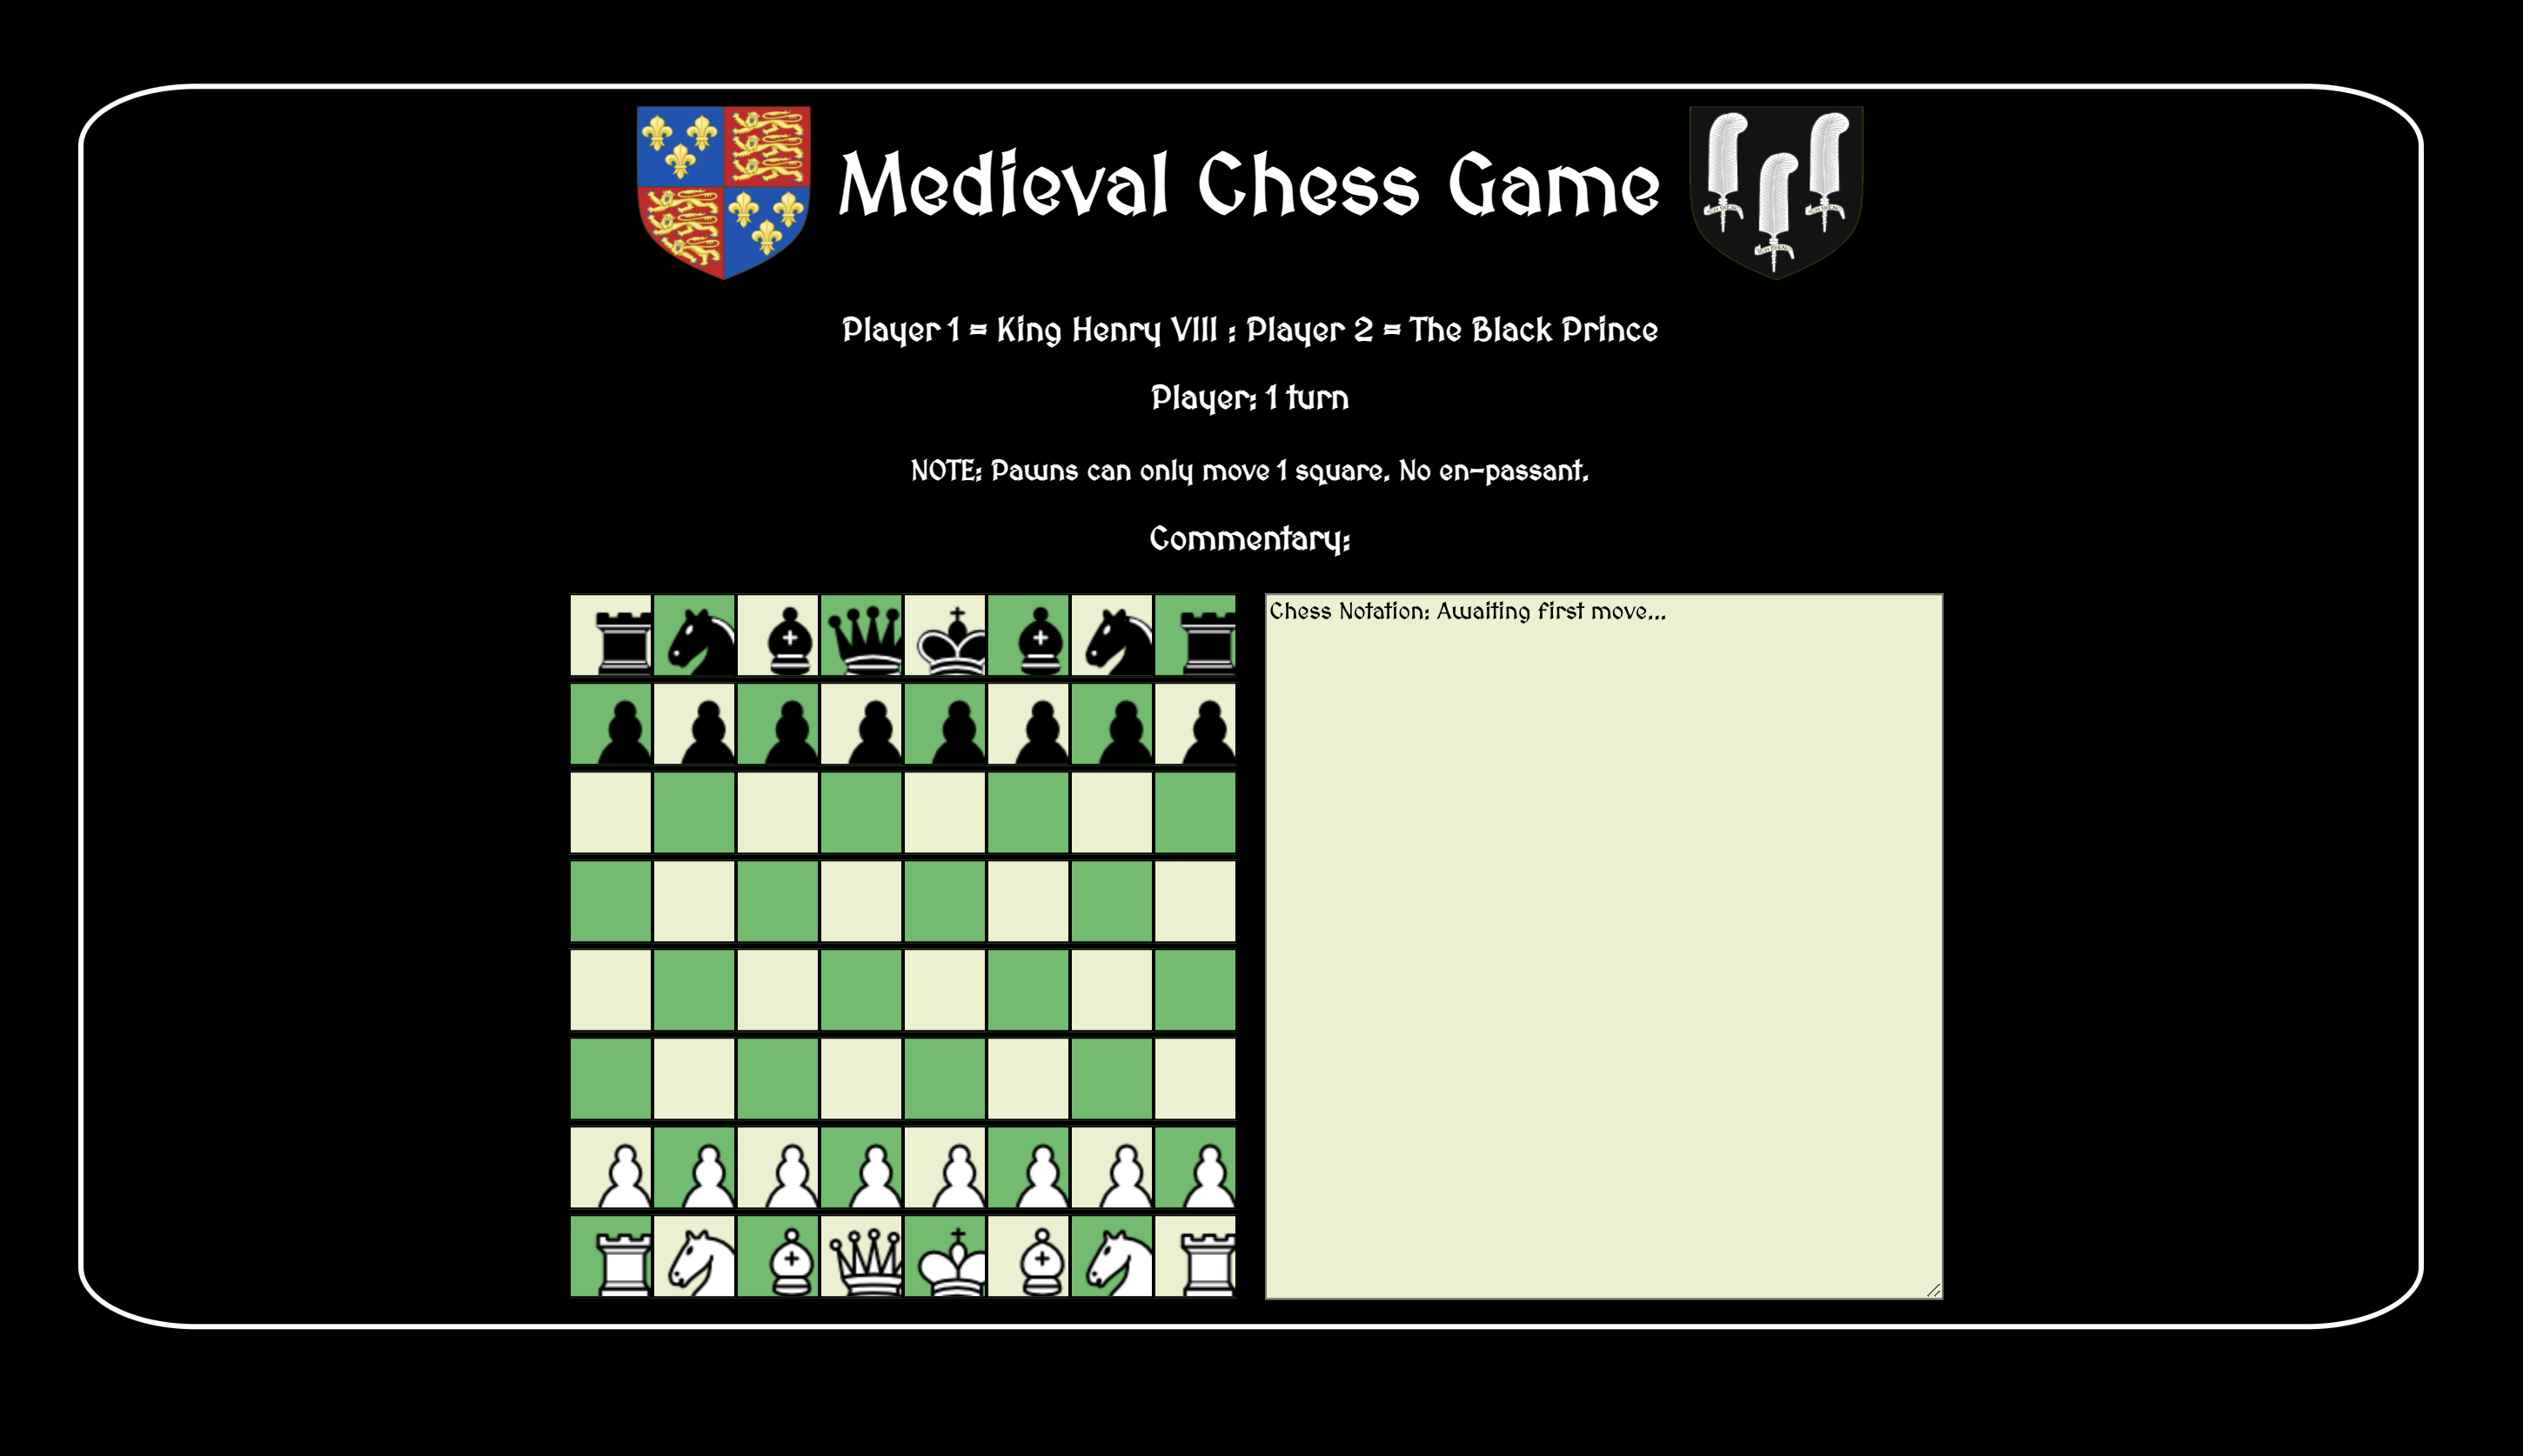 Medieval Chess Game
Player 1 = King Henry VIII : Player 2 = The Black Prince
Player: 1 turn
NOTE: Pawns can only move 1 square. No en-passant.
Commentary:
Chess Notation: Awaiting first move...